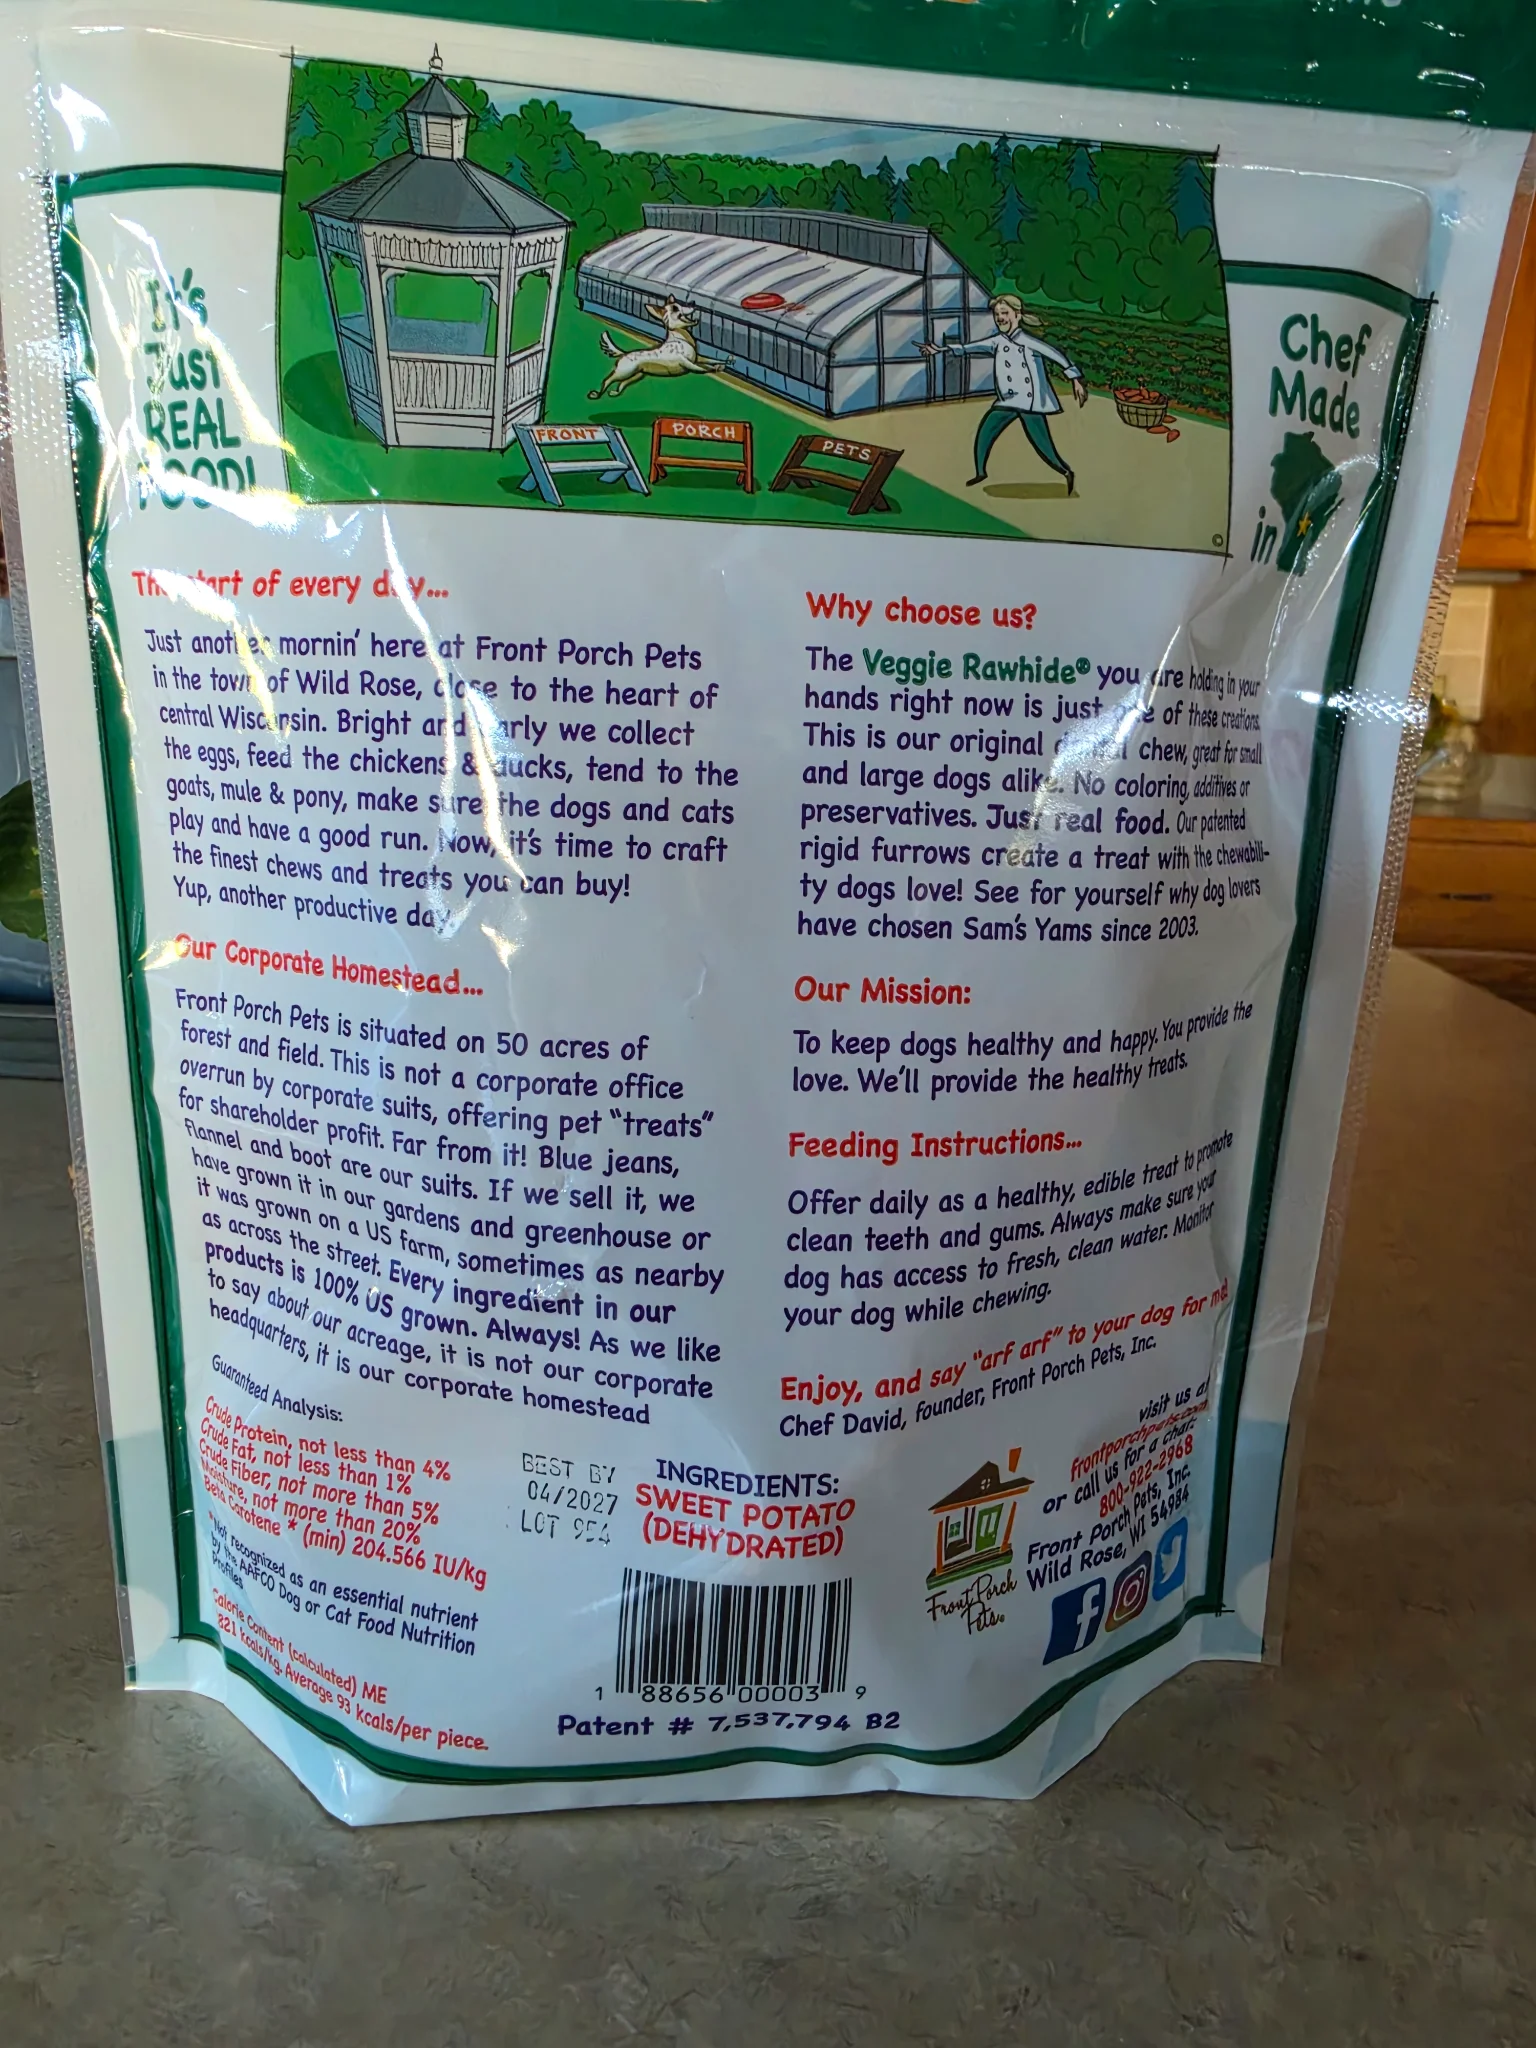 It's
Just
REAL
FOOD!
FRONT
PORCH
PETS
©
Chef
Made
in
of every
Just mornin' here at Front Porch Pets
in the town of Wild Rose, close to the heart of
central Wisconsin. Bright and early we collect
the eggs, feed the chickens & ducks, tend to the
goats, mule & pony, make sure the dogs and cats
play and have a good run. Now, it's time to craft
the finest chews and treats you can buy!
Yup, another productive day
Our Corporate Homestead...
Front Porch Pets is situated on 50 acres of
forest and field. This is not a corporate office
overrun by corporate suits, offering pet "treats"
for shareholder profit. Far from it! Blue jeans,
flannel and boot are our suits. If we sell it, we
have grown it in our gardens and greenhouse or
it was grown on a US farm, sometimes as nearby
as across the street. Every ingredient in our
products is 100% US grown. Always! As we like
to say about our acreage, it is not our corporate
headquarters, it is our corporate homestead
Guaranteed Analysis:
Crude Protein, not less than 4%
Crude Fat, not less than 1%
Crude Fiber, not more than 5%
Moisture, not more than 20%
Beta Carotene * (min) 204.566 IU/kg
*Not recognized as an essential nutrient
by the AAFCO Dog or Cat Food Nutrition
Profiles
Calorie Content (calculated) ME
821 kcals/kg. Average 93 kcals/per piece.
BEST BY
04/2027
LOT 954
INGREDIENTS:
SWEET POTATO
(DEHYDRATED)
1 88656 00003 9
Patent # 7,537,794 B2
Why choose us?
The Veggie Rawhide® you are holding in your
hands right now is just one of these creations.
This is our original chew, great for small
and large dogs alike. No coloring, additives or
preservatives. Just real food. Our patented
rigid furrows create a treat with the chewabili-
ty dogs love! See for yourself why dog lovers
have chosen Sam's Yams since 2003.
Our Mission:
To keep dogs healthy and happy. You provide the
love. We'll provide the healthy treats.
Feeding Instructions...
Offer daily as a healthy, edible treat to promote
clean teeth and gums. Always make sure your
dog has access to fresh, clean water. Monitor
your dog while chewing.
Enjoy, and say "arf arf" to your dog for me!
Chef David, founder, Front Porch Pets, Inc.
visit us at
frontporchpets.com
or call us for a chat:
800-922-2968
Front Porch Pets, Inc.
Wild Rose, WI 54984
Front Porch
Pets®